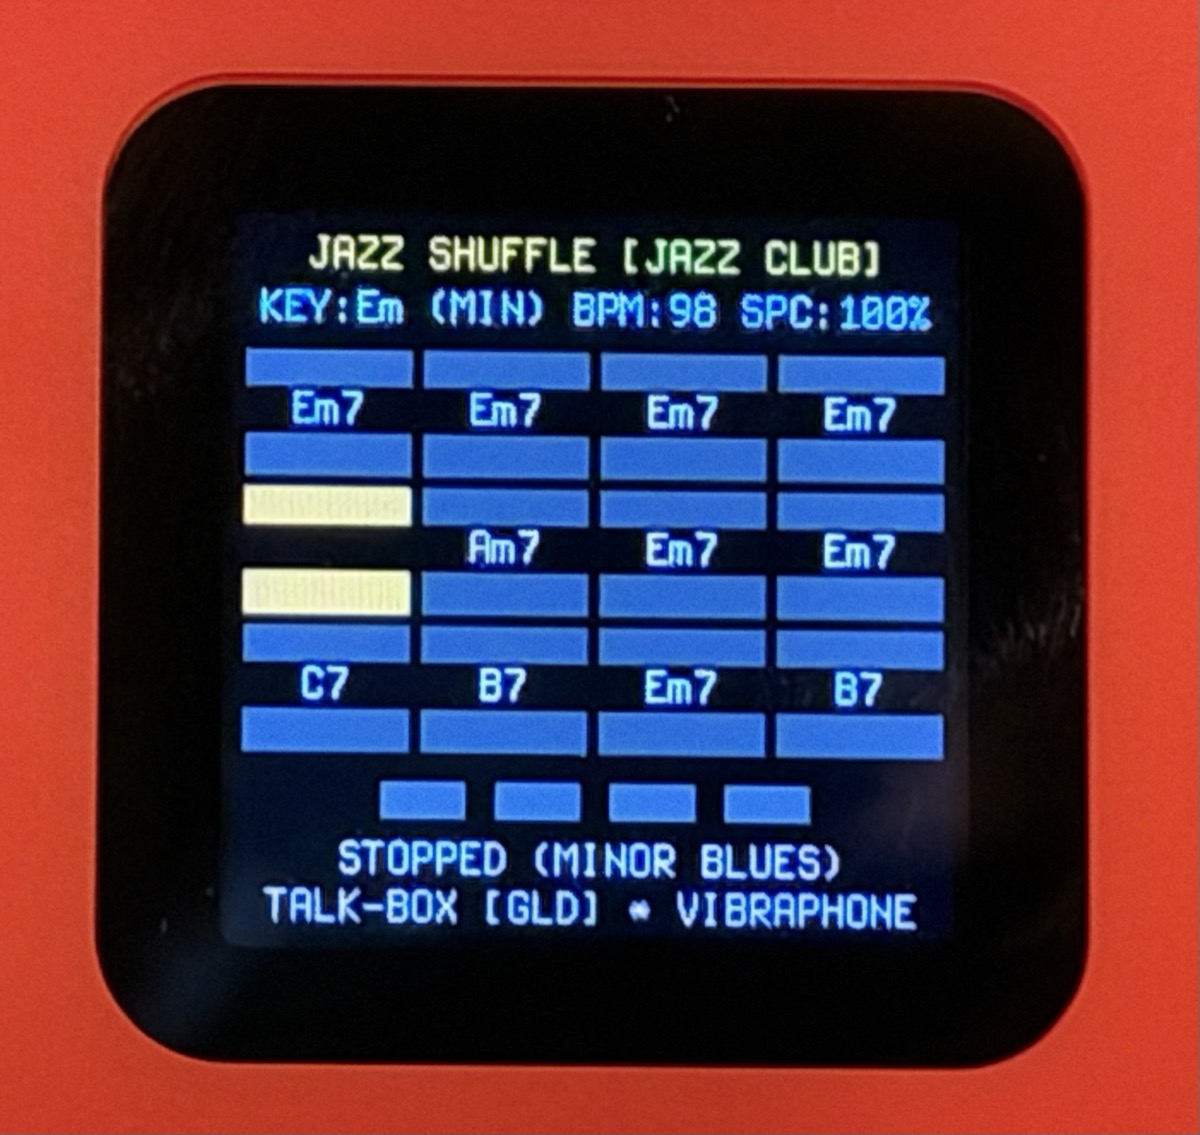 JAZZ SHUFFLE [JAZZ CLUB]
KEY:Em (MIN) BPM:98 SPC:100%
Em7 Em7 Em7 Em7
Am7 Em7 Em7
C7 B7 Em7 B7
STOPPED (MINOR BLUES)
TALK-BOX [GLD] * VIBRAPHONE